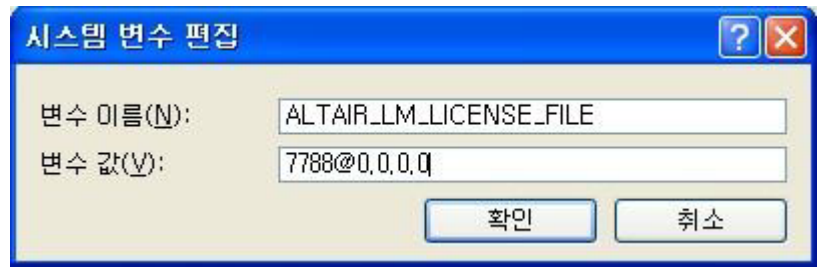 시스템 변수 편집
변수 이름(N): ALTAIR_LM_LICENSE_FILE
변수 값(V): 7788@0,0,0,0
확인 취소